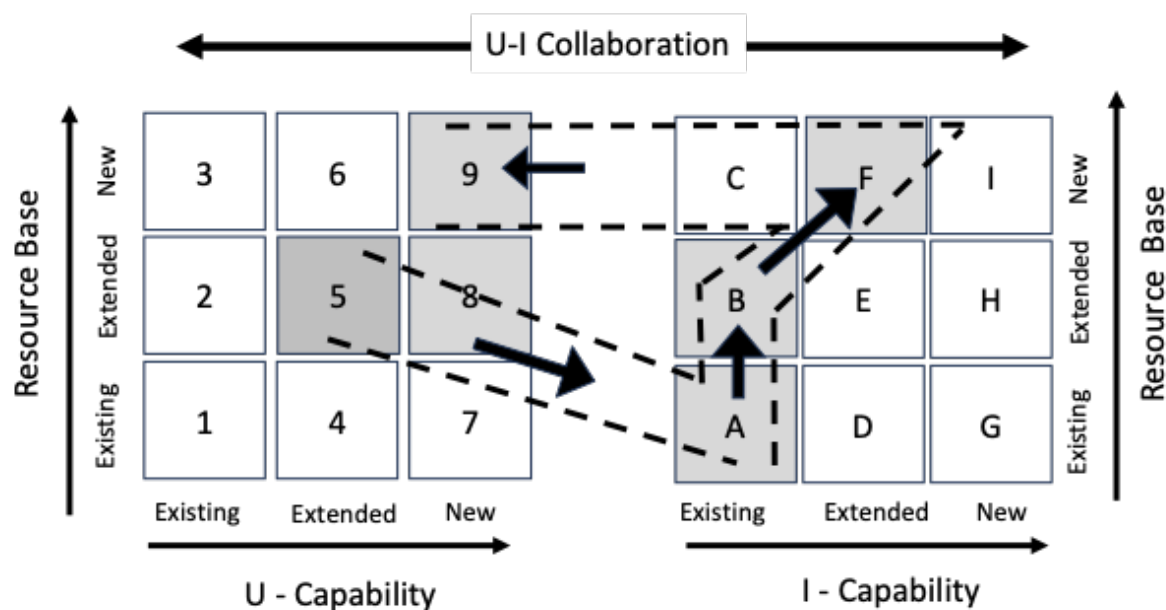 U-I Collaboration
Resource Base
New
Extended
Existing
3 6 9
2 5 8
1 4 7
Existing Extended New
U - Capability
C F I
B E H
A D G
Existing Extended New
I - Capability
New
Extended
Existing
Resource Base